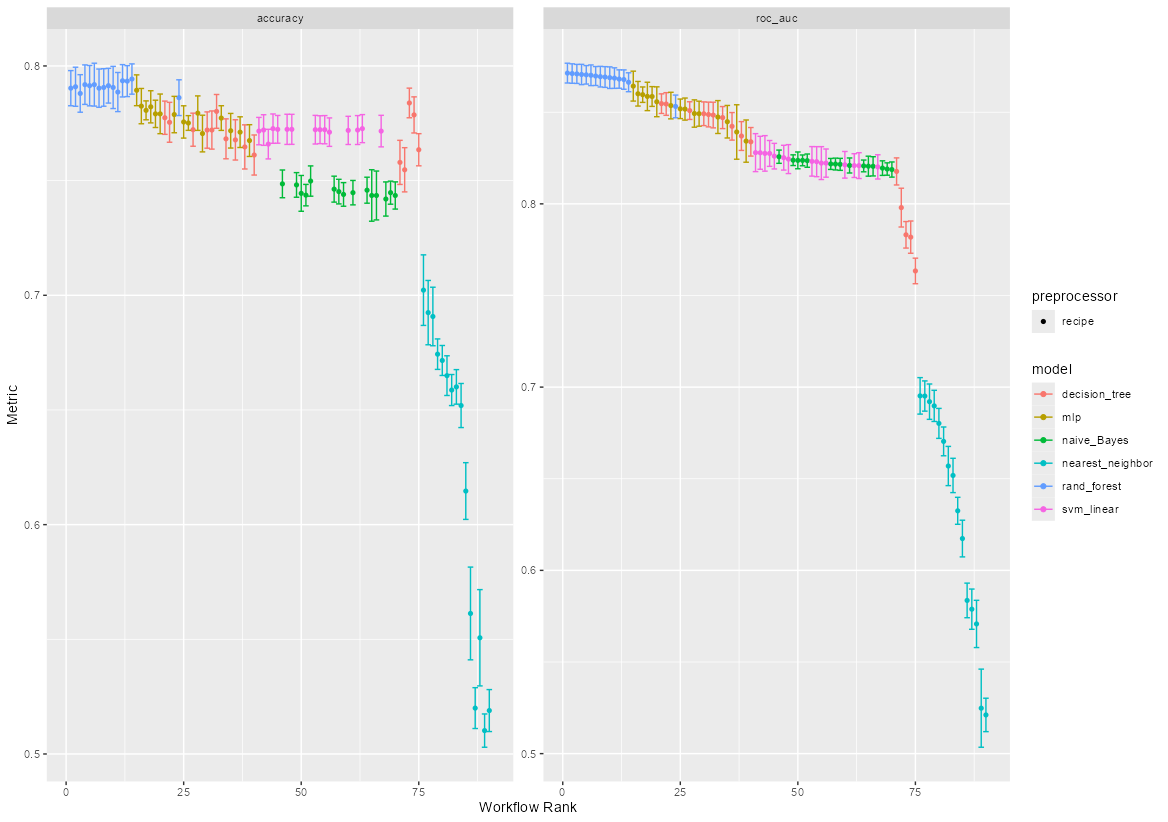 accuracy
roc_auc
0.8
0.7
0.6
0.5
0.8
0.7
0.6
0.5
Metric
0
25
50
75
0
25
50
75
Workflow Rank
preprocessor
recipe
model
decision_tree
mlp
naive_Bayes
nearest_neighbor
rand_forest
svm_linear